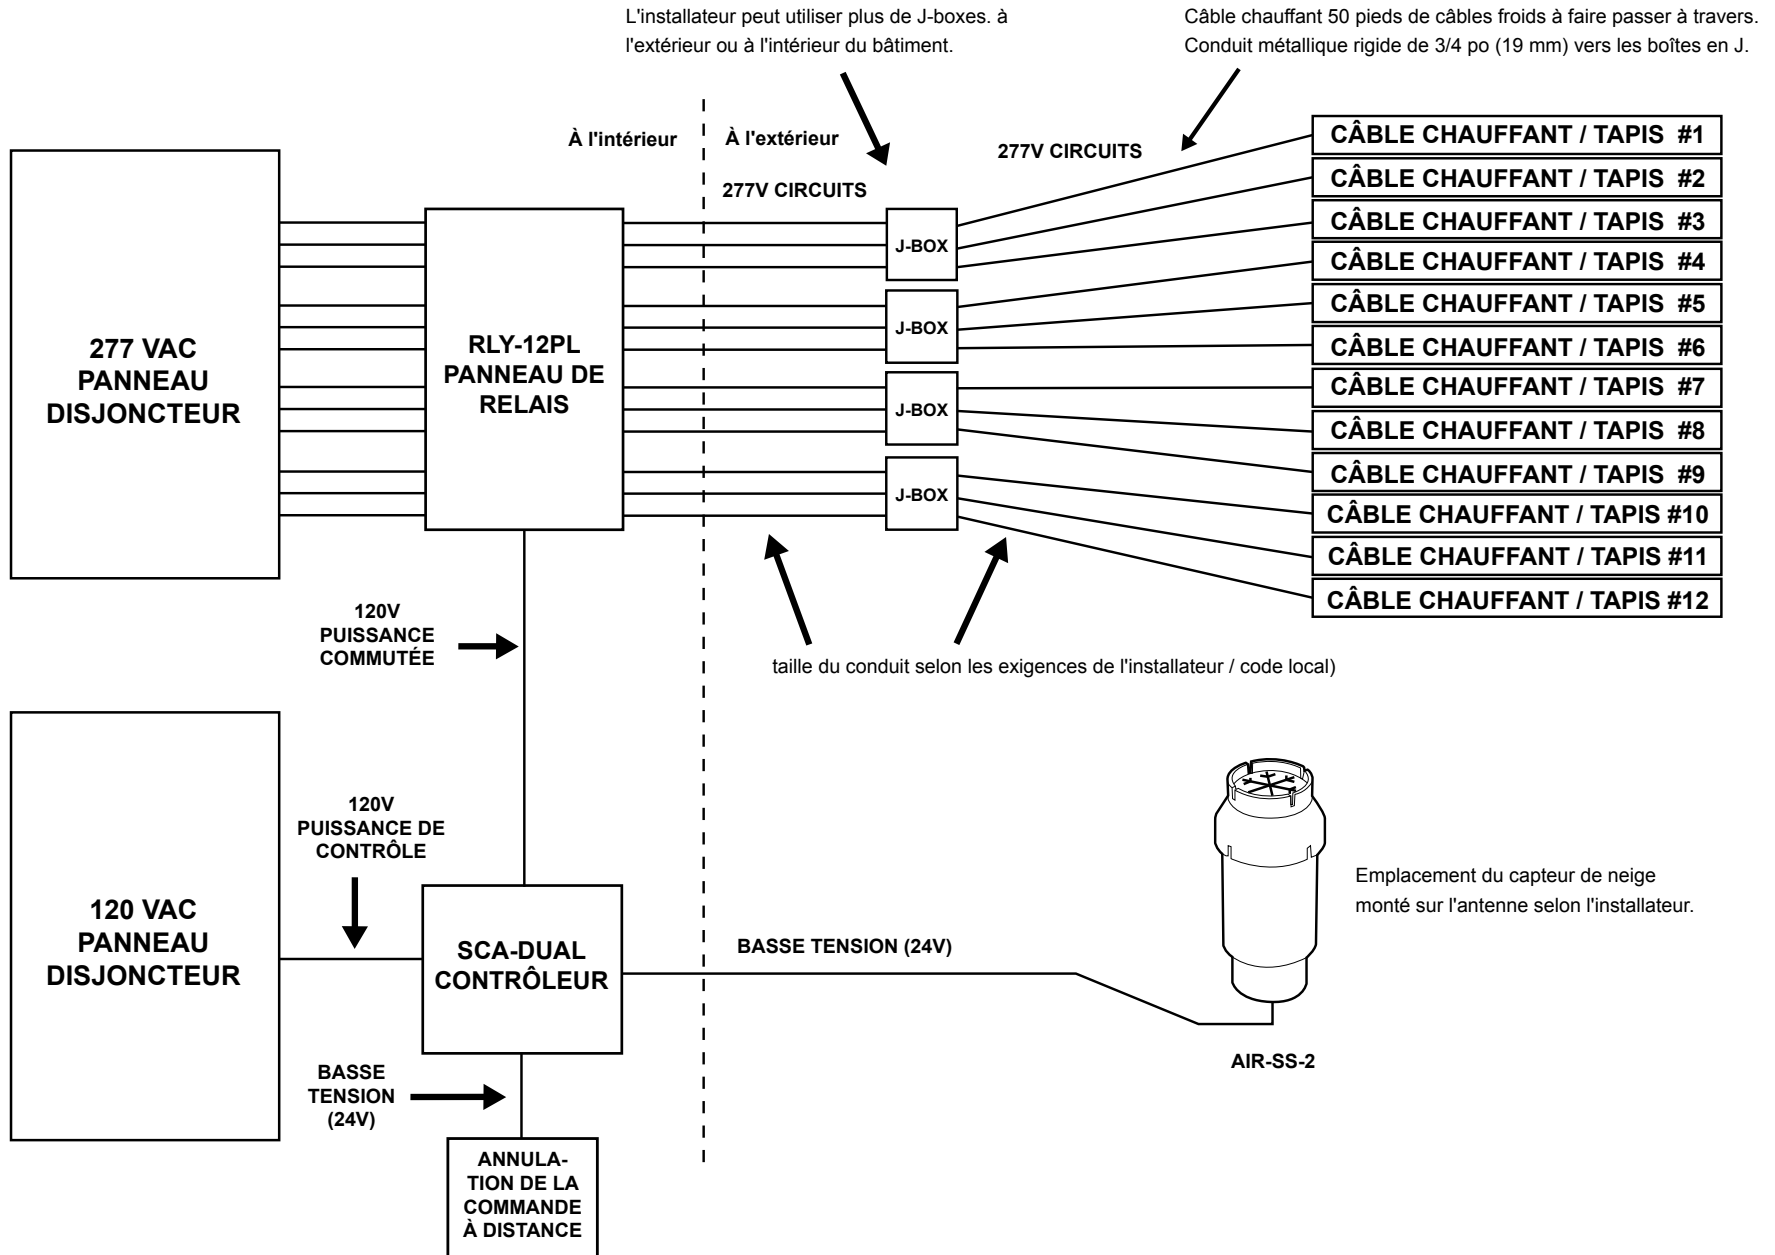 L'installateur peut utiliser plus de J-boxes. à
l'extérieur ou à l'intérieur du bâtiment.
Câble chauffant 50 pieds de câbles froids à faire passer à travers.
Conduit métallique rigide de 3/4 po (19 mm) vers les boîtes en J.
À l'intérieur
À l'extérieur
277V CIRCUITS
277V CIRCUITS
277 VAC
PANNEAU
DISJONCTEUR
RLY-12PL
PANNEAU DE
RELAIS
J-BOX
J-BOX
J-BOX
J-BOX
CÂBLE CHAUFFANT / TAPIS #1
CÂBLE CHAUFFANT / TAPIS #2
CÂBLE CHAUFFANT / TAPIS #3
CÂBLE CHAUFFANT / TAPIS #4
CÂBLE CHAUFFANT / TAPIS #5
CÂBLE CHAUFFANT / TAPIS #6
CÂBLE CHAUFFANT / TAPIS #7
CÂBLE CHAUFFANT / TAPIS #8
CÂBLE CHAUFFANT / TAPIS #9
CÂBLE CHAUFFANT / TAPIS #10
CÂBLE CHAUFFANT / TAPIS #11
CÂBLE CHAUFFANT / TAPIS #12
120V
PUISSANCE
COMMUTÉE
taille du conduit selon les exigences de l'installateur / code local)
120V
PUISSANCE DE
CONTRÔLE
120 VAC
PANNEAU
DISJONCTEUR
SCA-DUAL
CONTRÔLEUR
BASSE TENSION (24V)
Emplacement du capteur de neige
monté sur l'antenne selon l'installateur.
AIR-SS-2
BASSE
TENSION
(24V)
ANNULA-
TION DE LA
COMMANDE
À DISTANCE